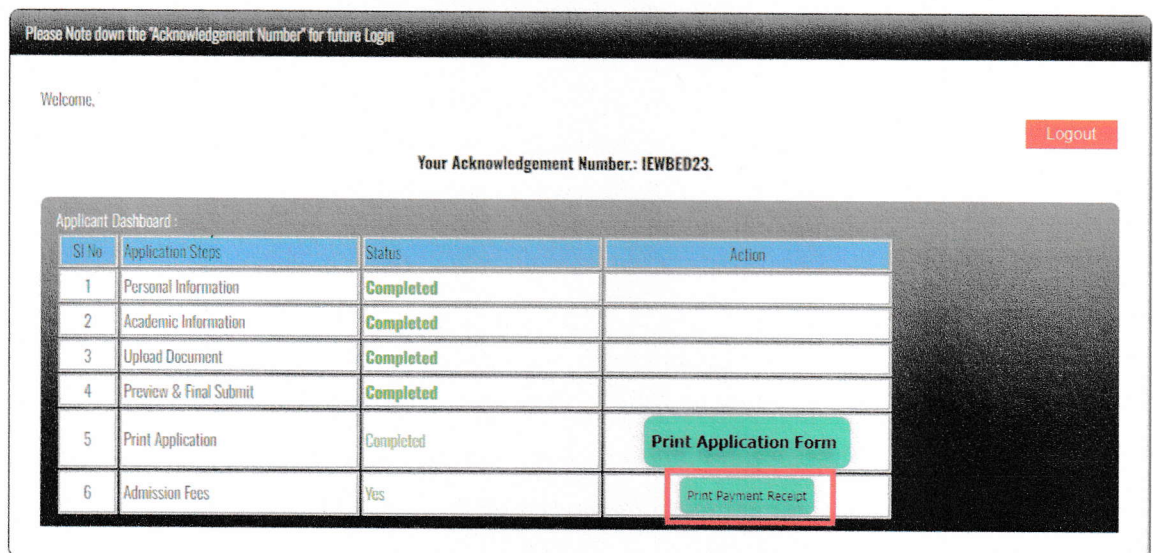 Please Note down the "Acknowledgement Number" for future Login
Welcome,
Logout
Your Acknowledgement Number.: IEWBED23.
Applicant Dashboard :
Sl No Application Steps Status Action
1 Personal Information Completed
2 Academic Information Completed
3 Upload Document Completed
4 Preview & Final Submit Completed
5 Print Application Completed Print Application Form
6 Admission Fees Yes Print Payment Receipt